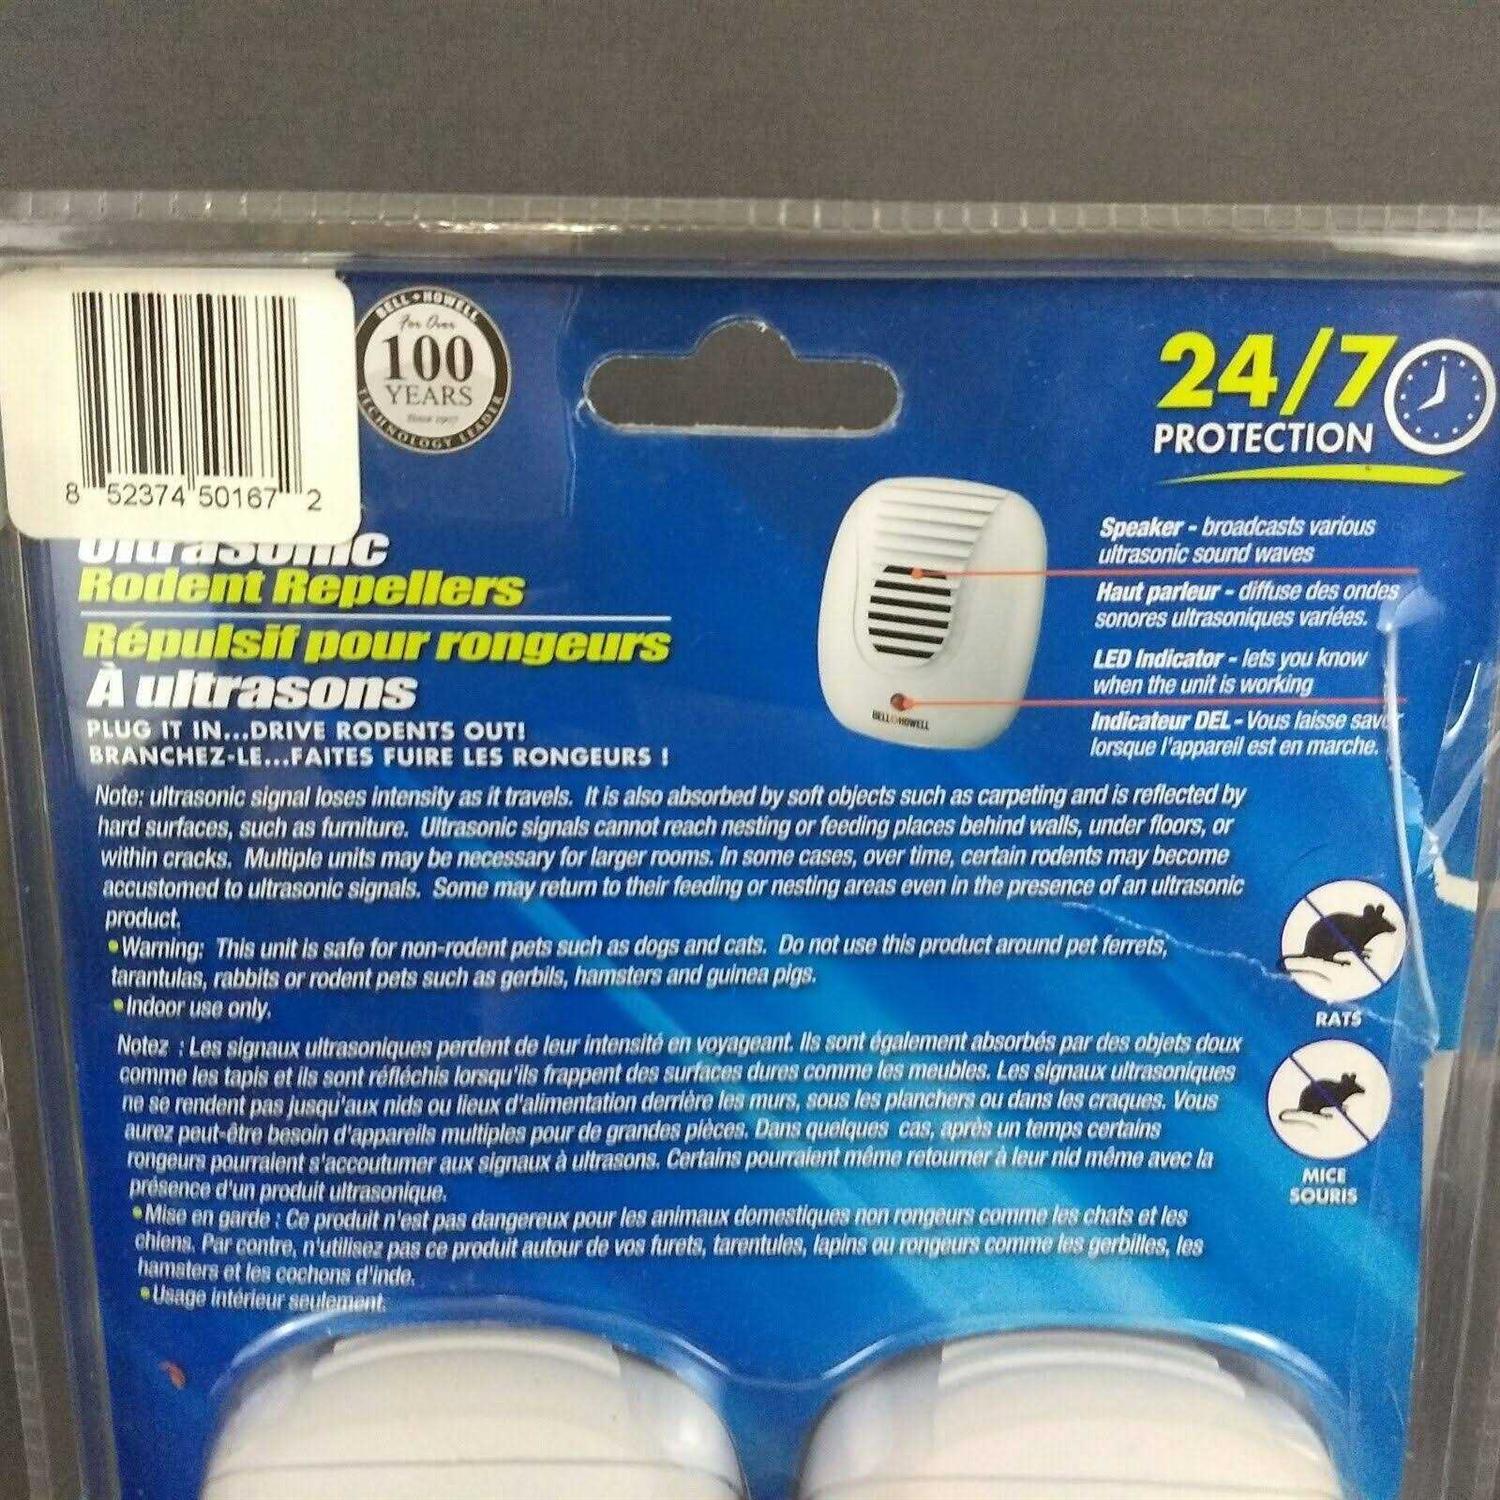 8 52374 50167 2
BELL+HOWELL
For Over
100
YEARS
Since 1907
TECHNOLOGY LEADER
24/7
PROTECTION
Ultrasonic
Rodent Repellers
Répulsif pour rongeurs
À ultrasons
PLUG IT IN...DRIVE RODENTS OUT!
BRANCHEZ-LE...FAITES FUIRE LES RONGEURS !
BELL+HOWELL
Speaker - broadcasts various
ultrasonic sound waves
Haut parleur - diffuse des ondes
sonores ultrasoniques variées.
LED Indicator - lets you know
when the unit is working
Indicateur DEL - Vous laisse savoir
lorsque l'appareil est en marche.
Note: ultrasonic signal loses intensity as it travels. It is also absorbed by soft objects such as carpeting and is reflected by
hard surfaces, such as furniture. Ultrasonic signals cannot reach nesting or feeding places behind walls, under floors, or
within cracks. Multiple units may be necessary for larger rooms. In some cases, over time, certain rodents may become
accustomed to ultrasonic signals. Some may return to their feeding or nesting areas even in the presence of an ultrasonic
product.
•Warning: This unit is safe for non-rodent pets such as dogs and cats. Do not use this product around pet ferrets,
tarantulas, rabbits or rodent pets such as gerbils, hamsters and guinea pigs.
•Indoor use only.
Notez : Les signaux ultrasoniques perdent de leur intensité en voyageant. Ils sont également absorbés par des objets doux
comme les tapis et ils sont réfléchis lorsqu'ils frappent des surfaces dures comme les meubles. Les signaux ultrasoniques
ne se rendent pas jusqu'aux nids ou lieux d'alimentation derrière les murs, sous les planchers ou dans les craques. Vous
aurez peut-être besoin d'appareils multiples pour de grandes pièces. Dans quelques cas, après un temps certains
rongeurs pourraient s'accoutumer aux signaux à ultrasons. Certains pourraient même retourner à leur nid même avec la
présence d'un produit ultrasonique.
•Mise en garde : Ce produit n'est pas dangereux pour les animaux domestiques non rongeurs comme les chats et les
chiens. Par contre, n'utilisez pas ce produit autour de vos furets, tarentules, lapins ou rongeurs comme les gerbilles, les
hamsters et les cochons d'inde.
•Usage intérieur seulement.
RATS
MICE
SOURIS